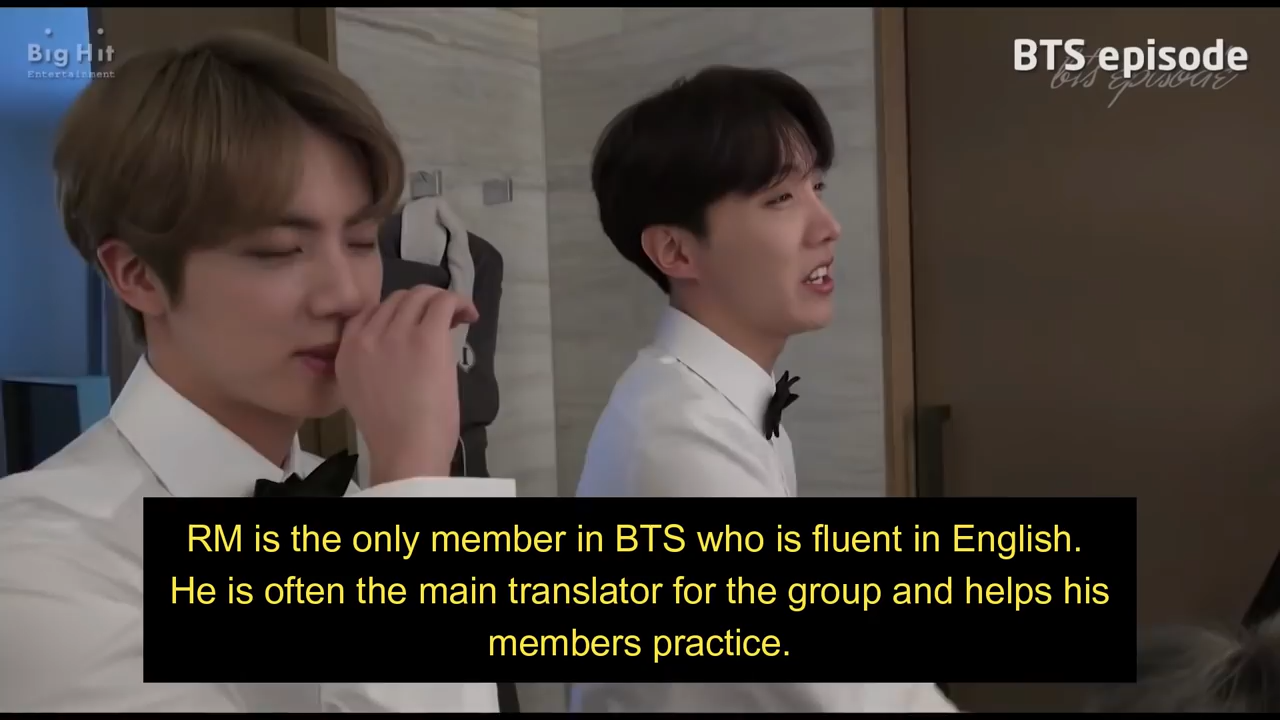 Big Hit
Entertainment
BTS episode
bts episode
RM is the only member in BTS who is fluent in English.
He is often the main translator for the group and helps his
members practice.